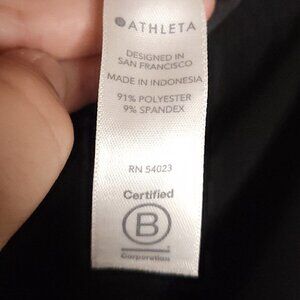 ATHLETA
DESIGNED IN
SAN FRANCISCO
MADE IN INDONESIA
91% POLYESTER
9% SPANDEX
RN 54023
Certified
B
Corporation